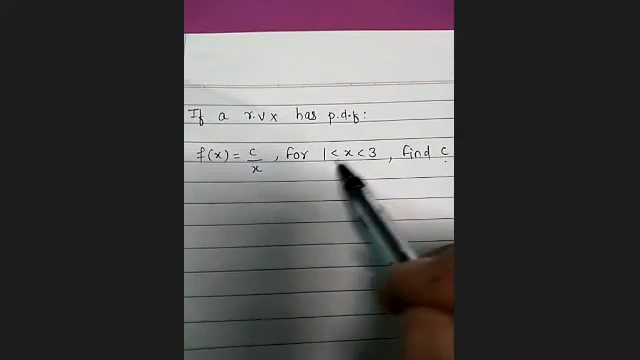 If a r.v x has p.d.f:
f(x) = c/x , for 1 < x < 3 , find c